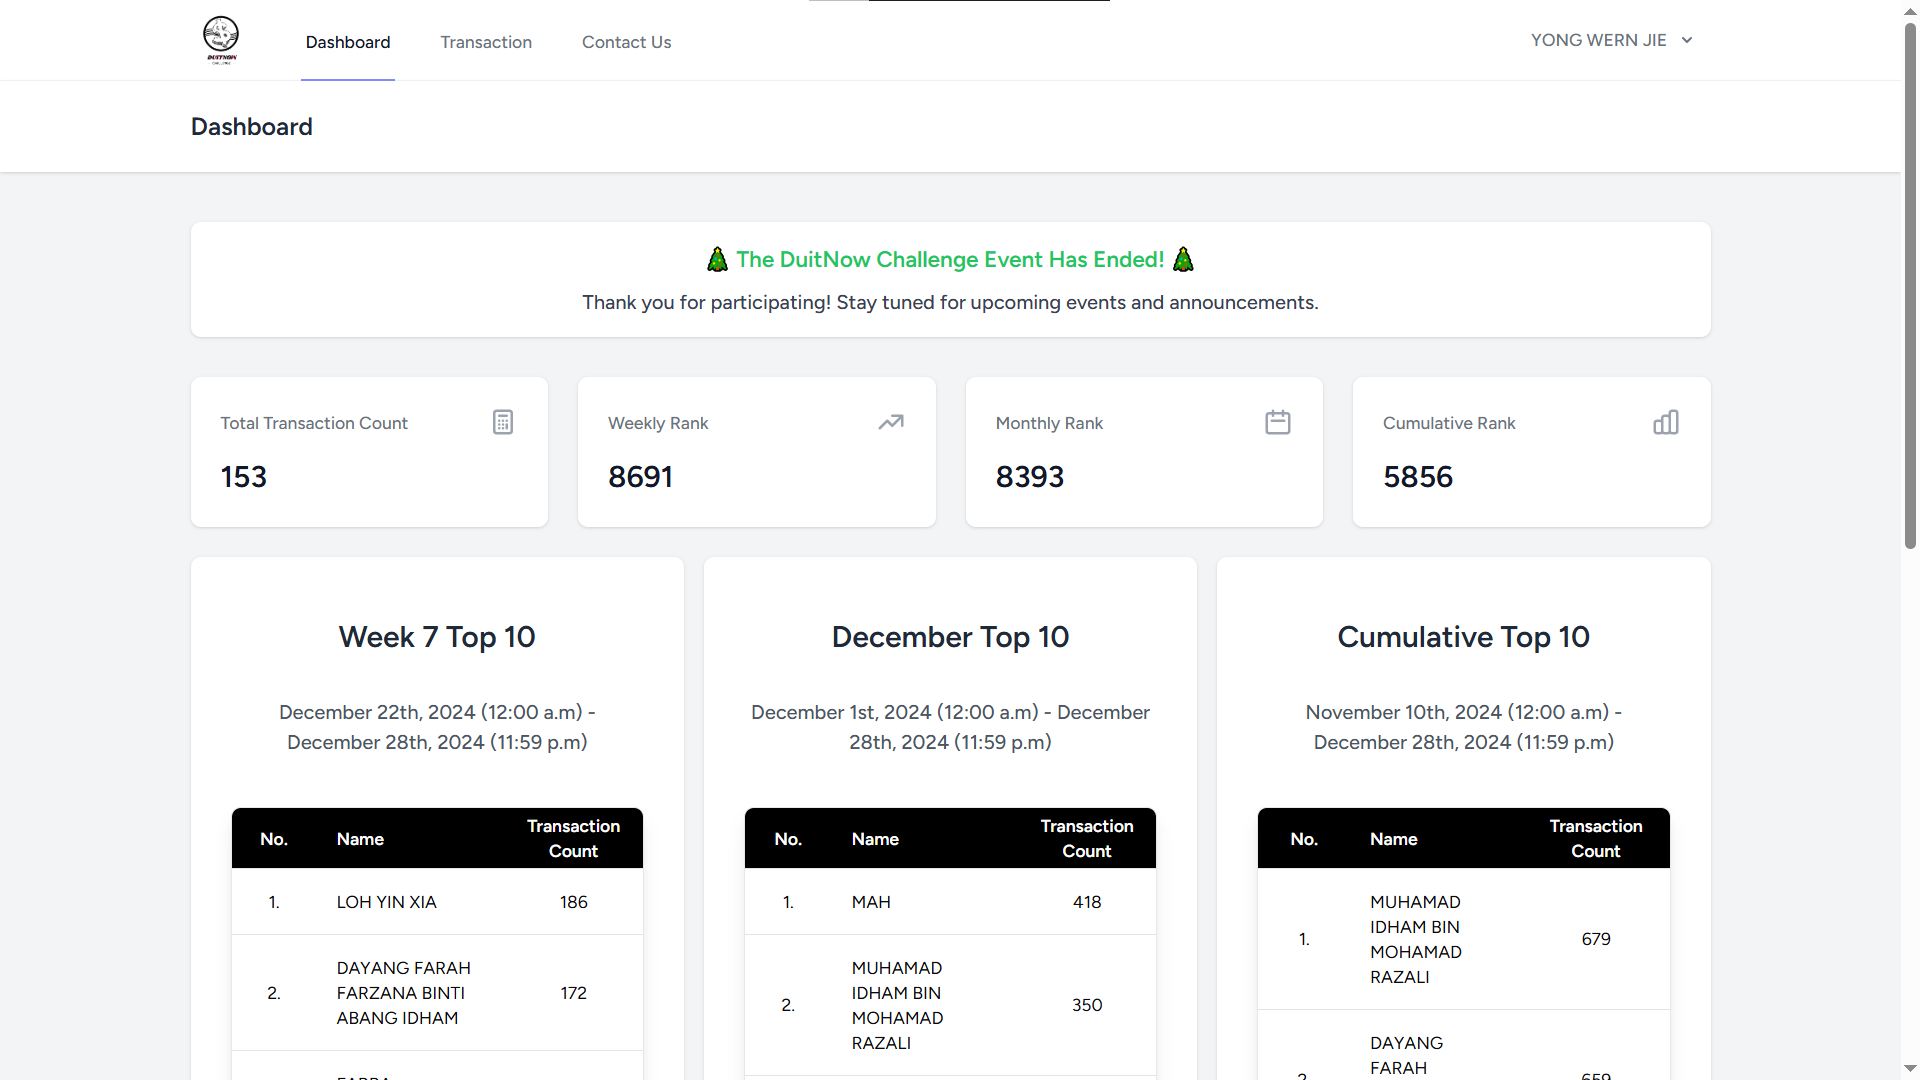 DUITNOW
CHALLENGE
Dashboard
Transaction
Contact Us
YONG WERN JIE
Dashboard
The DuitNow Challenge Event Has Ended!
Thank you for participating! Stay tuned for upcoming events and announcements.
Total Transaction Count
153
Weekly Rank
8691
Monthly Rank
8393
Cumulative Rank
5856
Week 7 Top 10
December 22th, 2024 (12:00 a.m) -
December 28th, 2024 (11:59 p.m)
No. Name Transaction
Count
1. LOH YIN XIA 186
DAYANG FARAH
2. FARZANA BINTI 172
ABANG IDHAM
December Top 10
December 1st, 2024 (12:00 a.m) - December
28th, 2024 (11:59 p.m)
No. Name Transaction
Count
1. MAH 418
MUHAMAD
IDHAM BIN
2. MOHAMAD 350
RAZALI
Cumulative Top 10
November 10th, 2024 (12:00 a.m) -
December 28th, 2024 (11:59 p.m)
No. Name Transaction
Count
MUHAMAD
IDHAM BIN
1. MOHAMAD 679
RAZALI
DAYANG
FARAH
2. 659